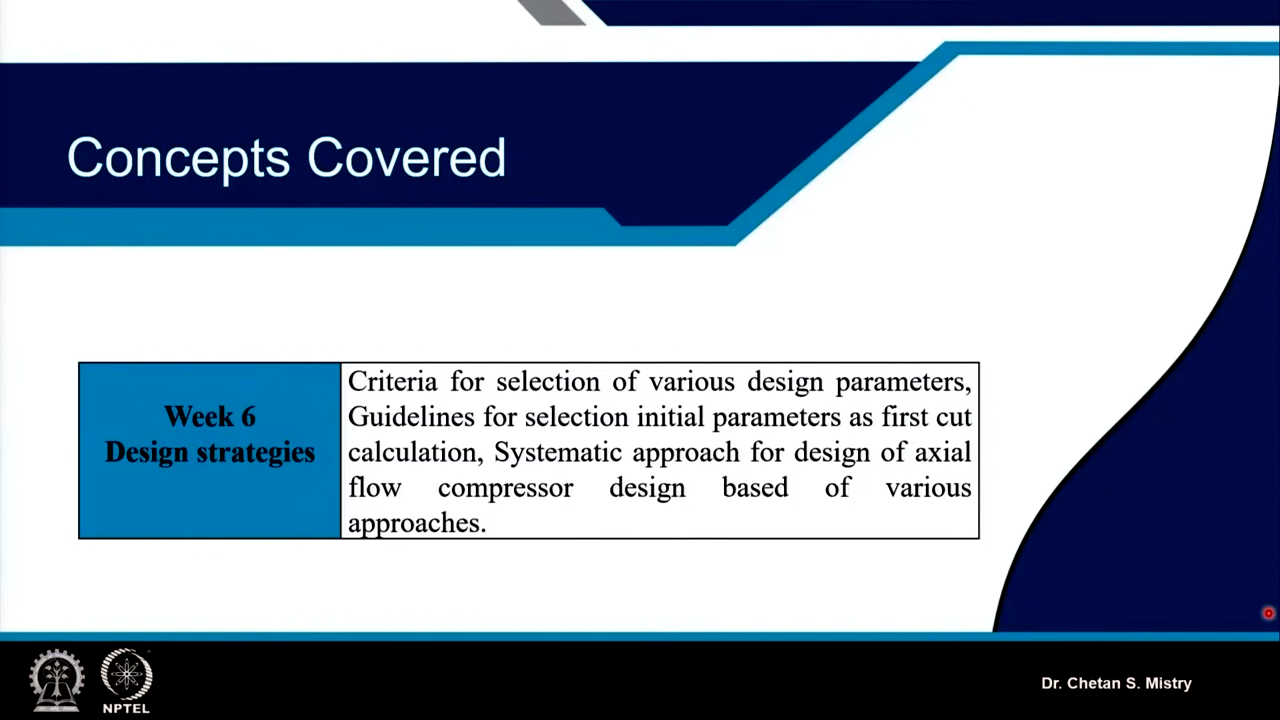 Concepts Covered
Week 6
Design strategies
Criteria for selection of various design parameters,
Guidelines for selection initial parameters as first cut
calculation, Systematic approach for design of axial
flow compressor design based of various
approaches.
NPTEL
Dr. Chetan S. Mistry